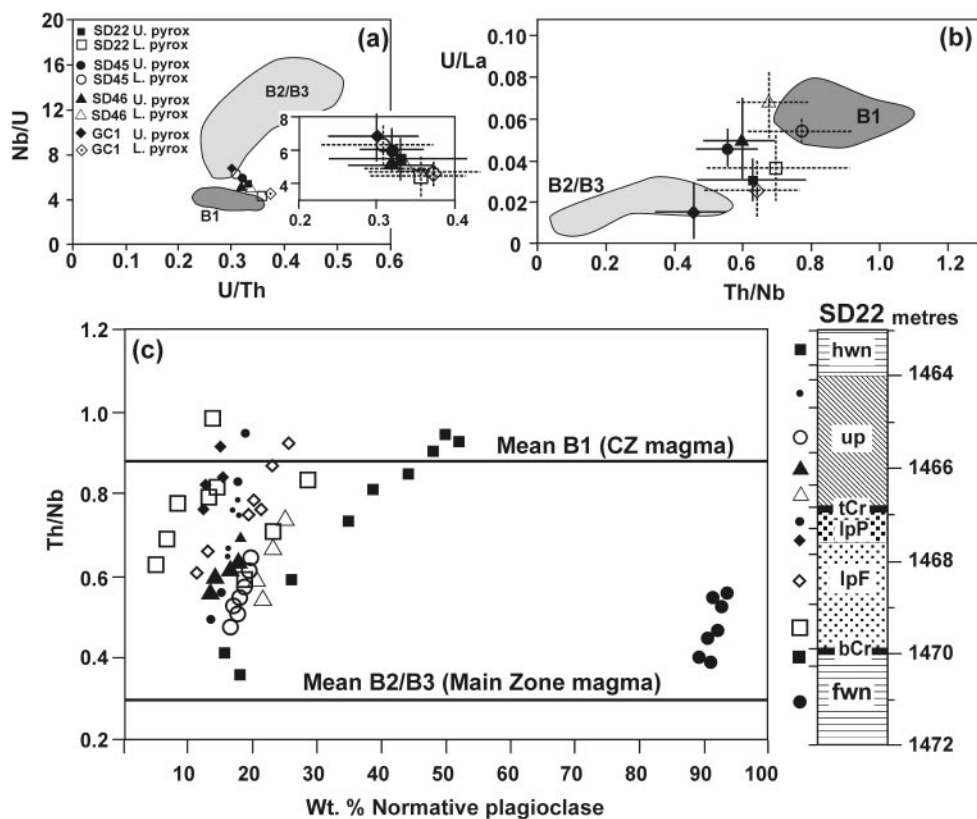 (a)
20
16
12
8
4
0
Nb/U
SD22 U. pyrox
SD22 L. pyrox
SD45 U. pyrox
SD45 L. pyrox
SD46 U. pyrox
SD46 L. pyrox
GC1 U. pyrox
GC1 L. pyrox
B2/B3
B1
8
6
4
0.2 0.3 0.4
0 0.1 0.2 0.3 0.4 0.5 0.6
U/Th
(b)
U/La
0.10
0.08
0.06
0.04
0.02
0
B1
B2/B3
0 0.2 0.4 0.6 0.8 1.0 1.2
Th/Nb
(c)
1.2
1.0
0.8
0.6
0.4
0.2
Th/Nb
Mean B1 (CZ magma)
Mean B2/B3 (Main Zone magma)
10 20 30 40 50 60 70 80 90 100
Wt. % Normative plagioclase
SD22 metres
hwn
1464
up
1466
tCr
lpP
1468
lpF
bCr
1470
fwn
1472